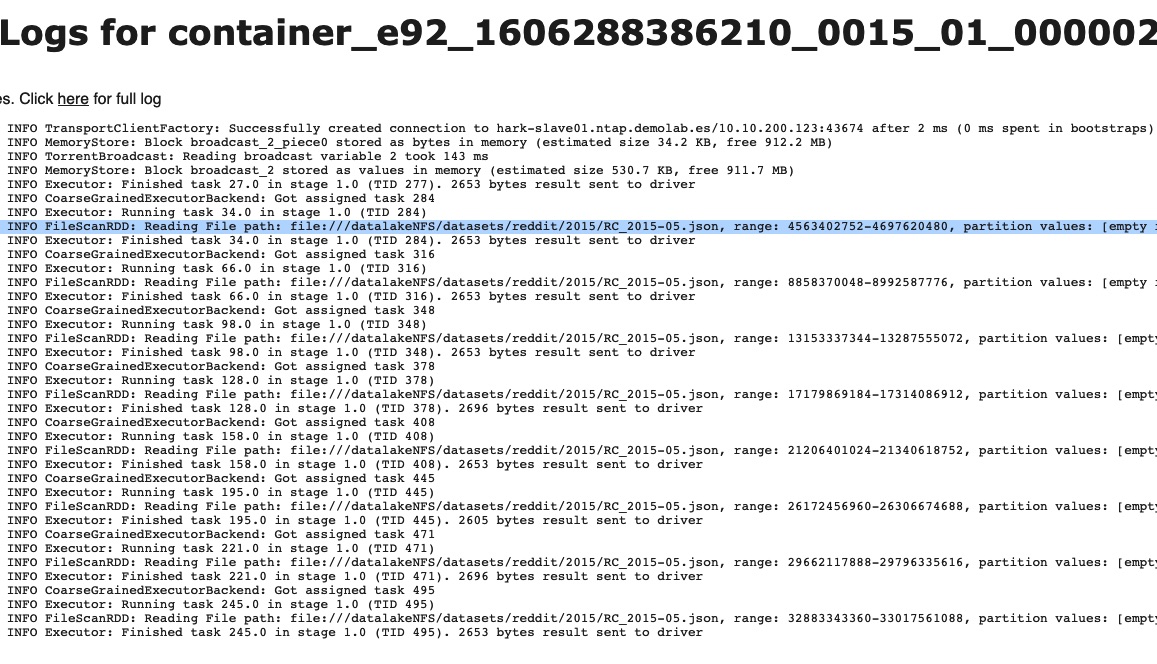 Logs for container_e92_1606288386210_0015_01_000002
es. Click here for full log
INFO TransportClientFactory: Successfully created connection to hark-slave01.ntap.demolab.es/10.10.200.123:43674 after 2 ms (0 ms spent in bootstraps)
INFO MemoryStore: Block broadcast_2_piece0 stored as bytes in memory (estimated size 34.2 KB, free 912.2 MB)
INFO TorrentBroadcast: Reading broadcast variable 2 took 143 ms
INFO MemoryStore: Block broadcast_2 stored as values in memory (estimated size 530.7 KB, free 911.7 MB)
INFO Executor: Finished task 27.0 in stage 1.0 (TID 277). 2653 bytes result sent to driver
INFO CoarseGrainedExecutorBackend: Got assigned task 284
INFO Executor: Running task 34.0 in stage 1.0 (TID 284)
INFO FileScanRDD: Reading File path: file:///datalakeNFS/datasets/reddit/2015/RC_2015-05.json, range: 4563402752-4697620480, partition values: [empty
INFO Executor: Finished task 34.0 in stage 1.0 (TID 284). 2653 bytes result sent to driver
INFO CoarseGrainedExecutorBackend: Got assigned task 316
INFO Executor: Running task 66.0 in stage 1.0 (TID 316)
INFO FileScanRDD: Reading File path: file:///datalakeNFS/datasets/reddit/2015/RC_2015-05.json, range: 8858370048-8992587776, partition values: [empty
INFO Executor: Finished task 66.0 in stage 1.0 (TID 316). 2653 bytes result sent to driver
INFO CoarseGrainedExecutorBackend: Got assigned task 348
INFO Executor: Running task 98.0 in stage 1.0 (TID 348)
INFO FileScanRDD: Reading File path: file:///datalakeNFS/datasets/reddit/2015/RC_2015-05.json, range: 13153337344-13287555072, partition values: [empty
INFO Executor: Finished task 98.0 in stage 1.0 (TID 348). 2653 bytes result sent to driver
INFO CoarseGrainedExecutorBackend: Got assigned task 378
INFO Executor: Running task 128.0 in stage 1.0 (TID 378)
INFO FileScanRDD: Reading File path: file:///datalakeNFS/datasets/reddit/2015/RC_2015-05.json, range: 17179869184-17314086912, partition values: [empty
INFO Executor: Finished task 128.0 in stage 1.0 (TID 378). 2696 bytes result sent to driver
INFO CoarseGrainedExecutorBackend: Got assigned task 408
INFO Executor: Running task 158.0 in stage 1.0 (TID 408)
INFO FileScanRDD: Reading File path: file:///datalakeNFS/datasets/reddit/2015/RC_2015-05.json, range: 21206401024-21340618752, partition values: [empty
INFO Executor: Finished task 158.0 in stage 1.0 (TID 408). 2653 bytes result sent to driver
INFO CoarseGrainedExecutorBackend: Got assigned task 445
INFO Executor: Running task 195.0 in stage 1.0 (TID 445)
INFO FileScanRDD: Reading File path: file:///datalakeNFS/datasets/reddit/2015/RC_2015-05.json, range: 26172456960-26306674688, partition values: [empty
INFO Executor: Finished task 195.0 in stage 1.0 (TID 445). 2605 bytes result sent to driver
INFO CoarseGrainedExecutorBackend: Got assigned task 471
INFO Executor: Running task 221.0 in stage 1.0 (TID 471)
INFO FileScanRDD: Reading File path: file:///datalakeNFS/datasets/reddit/2015/RC_2015-05.json, range: 29662117888-29796335616, partition values: [empty
INFO Executor: Finished task 221.0 in stage 1.0 (TID 471). 2696 bytes result sent to driver
INFO CoarseGrainedExecutorBackend: Got assigned task 495
INFO Executor: Running task 245.0 in stage 1.0 (TID 495)
INFO FileScanRDD: Reading File path: file:///datalakeNFS/datasets/reddit/2015/RC_2015-05.json, range: 32883343360-33017561088, partition values: [empty
INFO Executor: Finished task 245.0 in stage 1.0 (TID 495). 2653 bytes result sent to driver